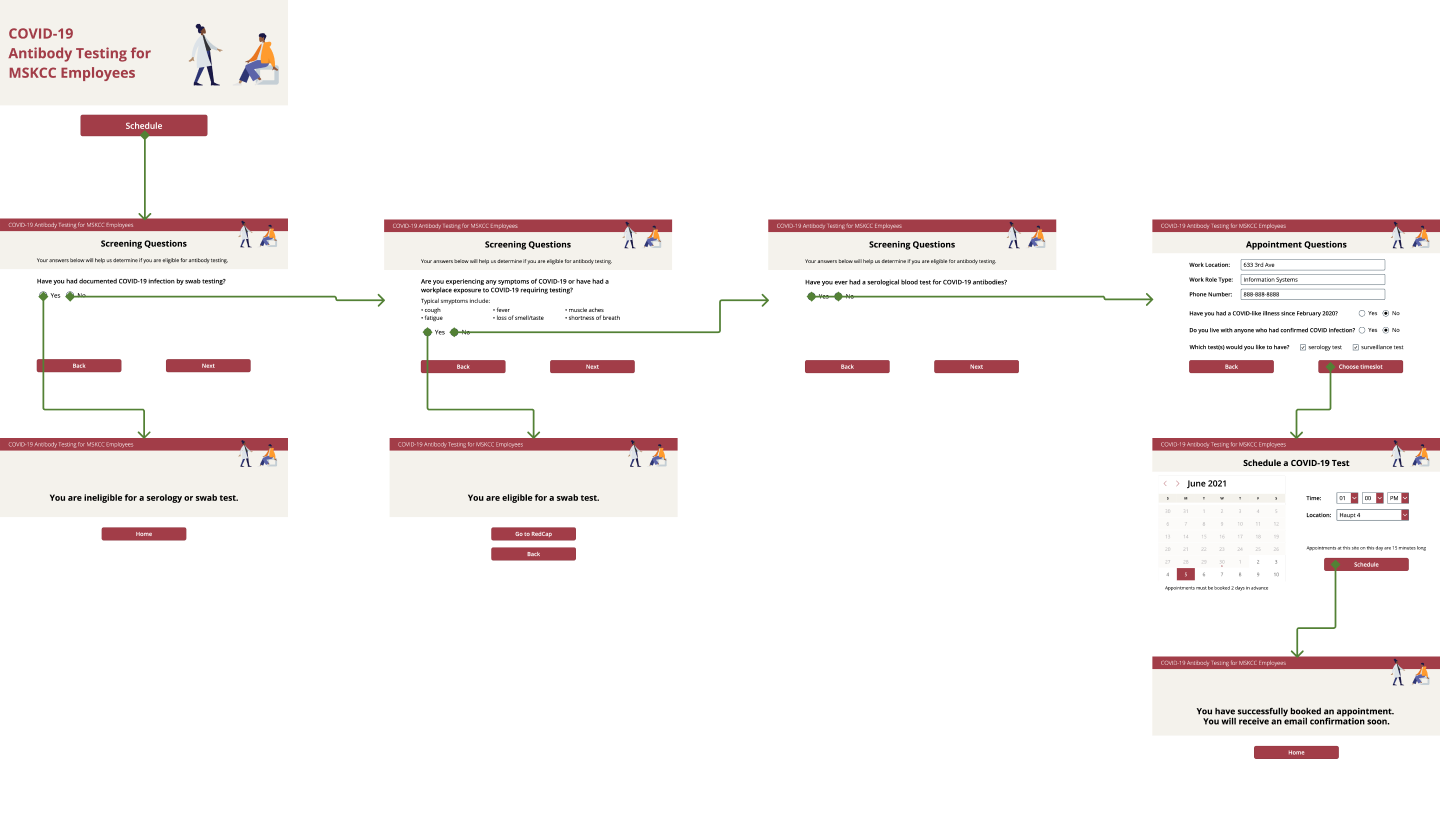 COVID-19
Antibody Testing for
MSKCC Employees
Schedule
COVID-19 Antibody Testing for MSKCC Employees
Screening Questions
Your answers below will help us determine if you are eligible for antibody testing.
Have you had documented COVID-19 infection by swab testing?
Yes No
Back Next
COVID-19 Antibody Testing for MSKCC Employees
Screening Questions
Your answers below will help us determine if you are eligible for antibody testing.
Are you experiencing any symptoms of COVID-19 or have had a
workplace exposure to COVID-19 requiring testing?
Typical smyptoms include:
• cough • fever • muscle aches
• fatigue • loss of smell/taste • shortness of breath
Yes No
Back Next
COVID-19 Antibody Testing for MSKCC Employees
Screening Questions
Your answers below will help us determine if you are eligible for antibody testing.
Have you ever had a serological blood test for COVID-19 antibodies?
Yes No
Back Next
COVID-19 Antibody Testing for MSKCC Employees
Appointment Questions
Work Location: 633 3rd Ave
Work Role Type: Information Systems
Phone Number: 888-888-8888
Have you had a COVID-like illness since February 2020? Yes No
Do you live with anyone who had confirmed COVID infection? Yes No
Which test(s) would you like to have? serology test surveillance test
Back Choose timeslot
COVID-19 Antibody Testing for MSKCC Employees
You are ineligible for a serology or swab test.
Home
COVID-19 Antibody Testing for MSKCC Employees
You are eligible for a swab test.
Go to RedCap
Back
COVID-19 Antibody Testing for MSKCC Employees
Schedule a COVID-19 Test
June 2021
S M T W T F S
30 31 1 2 3 4 5
6 7 8 9 10 11 12
13 14 15 16 17 18 19
20 21 22 23 24 25 26
27 28 29 30 1 2 3
4 5 6 7 8 9 10
Appointments must be booked 2 days in advance
Time: 01 00 PM
Location: Haupt 4
Appointments at this site on this day are 15 minutes long
Schedule
COVID-19 Antibody Testing for MSKCC Employees
You have successfully booked an appointment.
You will receive an email confirmation soon.
Home